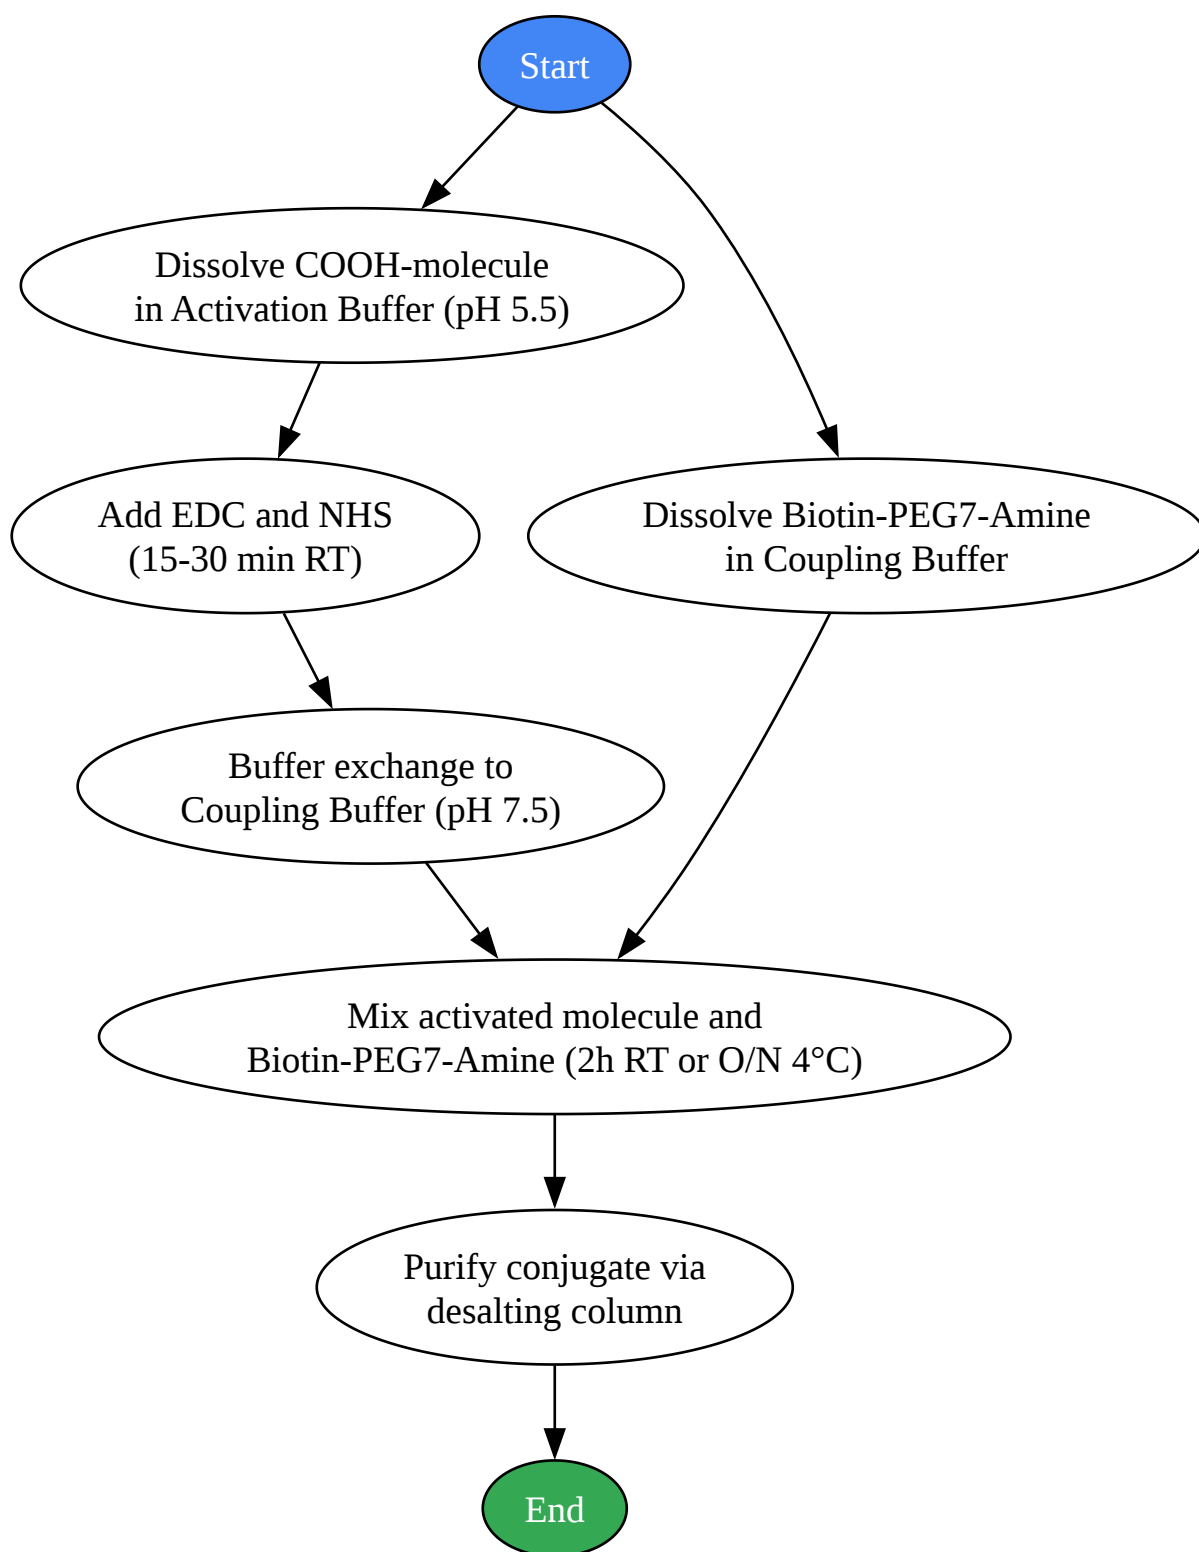 Start
Dissolve COOH-molecule
in Activation Buffer (pH 5.5)
Add EDC and NHS
(15-30 min RT)
Dissolve Biotin-PEG7-Amine
in Coupling Buffer
Buffer exchange to
Coupling Buffer (pH 7.5)
Mix activated molecule and
Biotin-PEG7-Amine (2h RT or O/N 4°C)
Purify conjugate via
desalting column
End